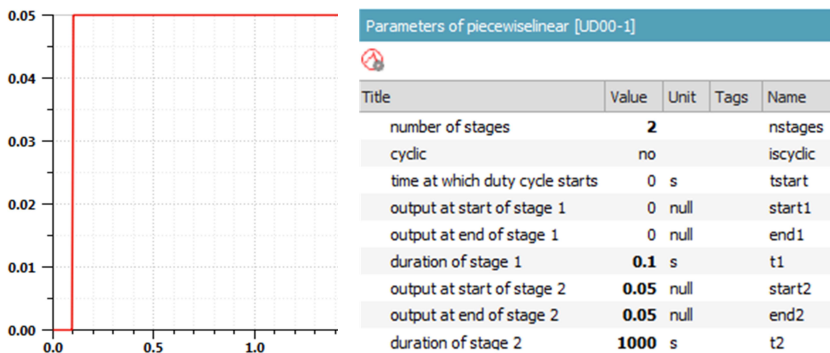 0.05
0.04
0.03
0.02
0.01
0.00
0.0 0.5 1.0
Parameters of piecewiselinear [UD00-1]
Title Value Unit Tags Name
number of stages 2 nstages
cyclic no iscyclic
time at which duty cycle starts 0 s tstart
output at start of stage 1 0 null start1
output at end of stage 1 0 null end1
duration of stage 1 0.1 s t1
output at start of stage 2 0.05 null start2
output at end of stage 2 0.05 null end2
duration of stage 2 1000 s t2